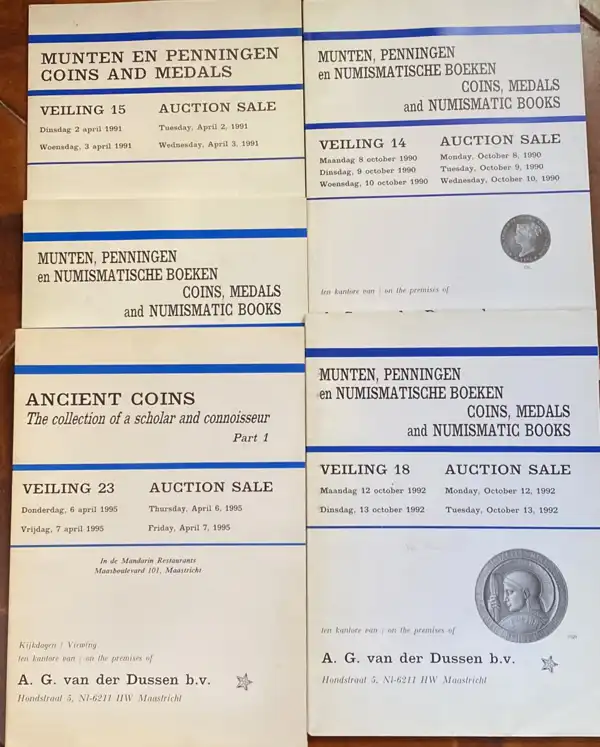 MUNTEN EN PENNINGEN
COINS AND MEDALS
VEILING 15 AUCTION SALE
Dinsdag 2 april 1991 Tuesday, April 2, 1991
Woensdag, 3 april 1991 Wednesday, April 3, 1991
MUNTEN, PENNINGEN
en NUMISMATISCHE BOEKEN
COINS, MEDALS
and NUMISMATIC BOOKS
VEILING 14 AUCTION SALE
Maandag 8 october 1990 Monday, October 8, 1990
Dinsdag, 9 october 1990 Tuesday, October 9, 1990
Woensdag, 10 october 1990 Wednesday, October 10, 1990
ten kantore van / on the premises of
MUNTEN, PENNINGEN
en NUMISMATISCHE BOEKEN
COINS, MEDALS
and NUMISMATIC BOOKS
ANCIENT COINS
The collection of a scholar and connoisseur
Part 1
VEILING 23 AUCTION SALE
Donderdag, 6 april 1995 Thursday, April 6, 1995
Vrijdag, 7 april 1995 Friday, April 7, 1995
In de Mandarin Restaurants
Maasboulevard 101, Maastricht
Kijkdagen / Viewing
ten kantore van / on the premises of
A. G. van der Dussen b.v.
Hondstraat 5, Nl-6211 HW Maastricht
MUNTEN, PENNINGEN
en NUMISMATISCHE BOEKEN
COINS, MEDALS
and NUMISMATIC BOOKS
VEILING 18 AUCTION SALE
Maandag 12 october 1992 Monday, October 12, 1992
Dinsdag, 13 october 1992 Tuesday, October 13, 1992
ten kantore van / on the premises of
A. G. van der Dussen b.v.
Hondstraat 5, Nl-6211 HW Maastricht